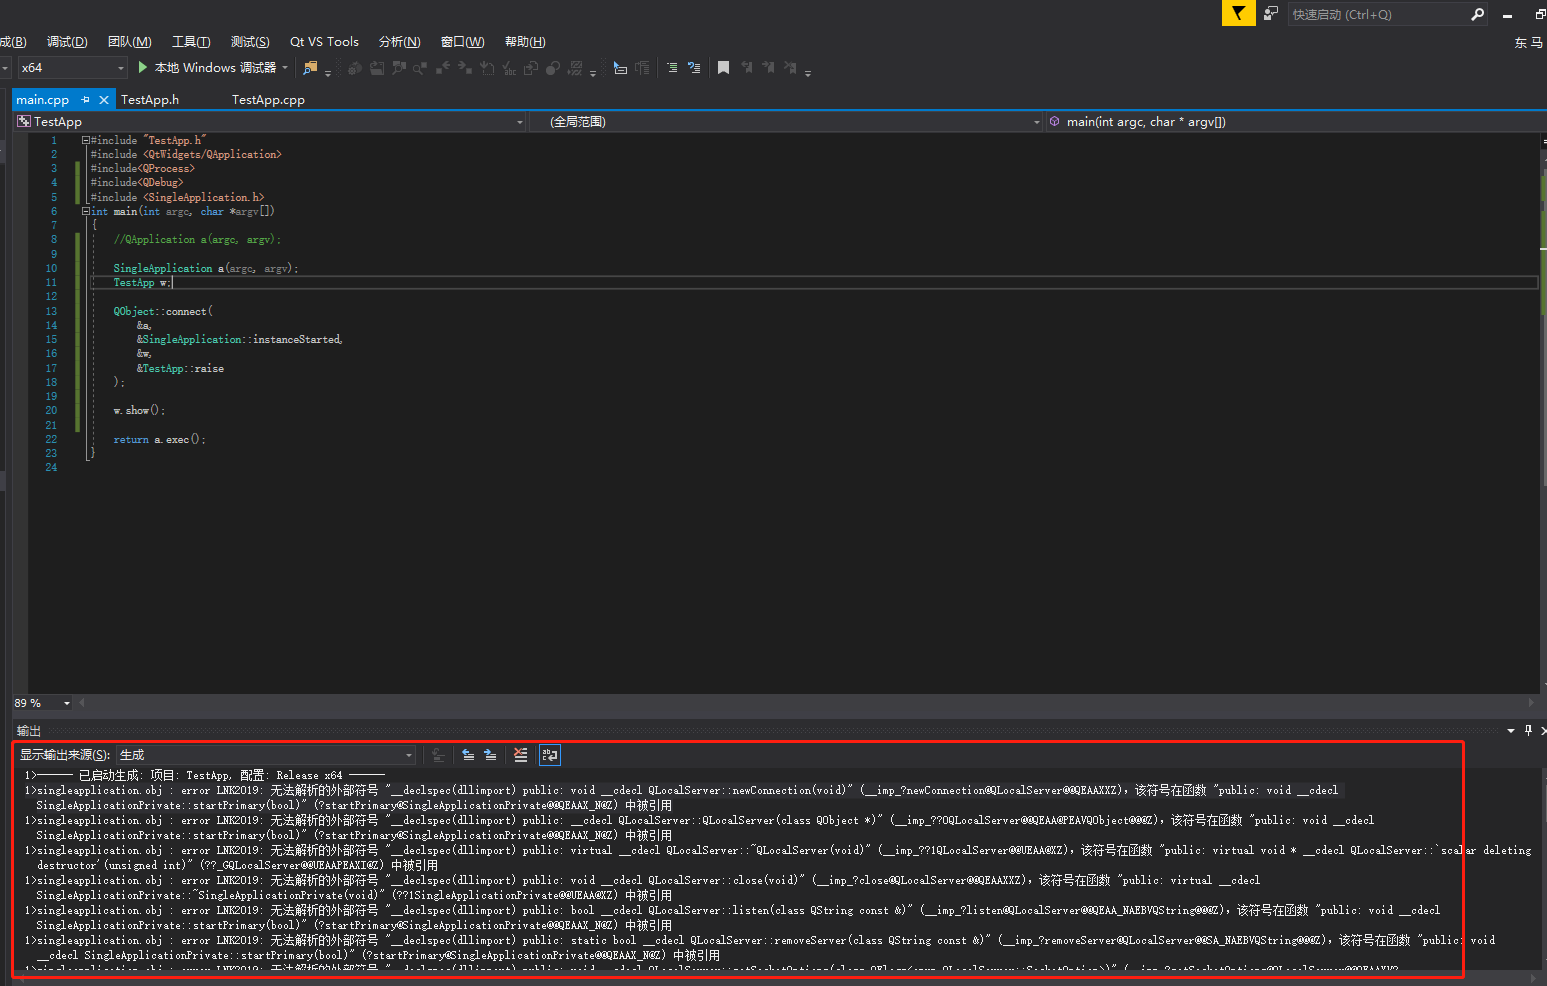 快速启动 (Ctrl+Q)
成(B) 调试(D) 团队(M) 工具(T) 测试(S) Qt VS Tools 分析(N) 窗口(W) 帮助(H) 东 马
x64 本地 Windows 调试器
main.cpp TestApp.h TestApp.cpp
TestApp (全局范围) main(int argc, char * argv[])
1 #include "TestApp.h"
2 #include <QtWidgets/QApplication>
3 #include<QProcess>
4 #include<QDebug>
5 #include <SingleApplication.h>
6 int main(int argc, char *argv[])
7 {
8 //QApplication a(argc, argv);
9
10 SingleApplication a(argc, argv);
11 TestApp w;
12
13 QObject::connect(
14 &a,
15 &SingleApplication::instanceStarted,
16 &w,
17 &TestApp::raise
18 );
19
20 w.show();
21
22 return a.exec();
23 }
24
89 %
输出
显示输出来源(S): 生成
1>------ 已启动生成: 项目: TestApp, 配置: Release x64 ------
1>singleapplication.obj : error LNK2019: 无法解析的外部符号 "__declspec(dllimport) public: void __cdecl QLocalServer::newConnection(void)" (__imp_?newConnection@QLocalServer@@QEAAXXZ)，该符号在函数 "public: void __cdecl
SingleApplicationPrivate::startPrimary(bool)" (?startPrimary@SingleApplicationPrivate@@QEAAX_N@Z) 中被引用
1>singleapplication.obj : error LNK2019: 无法解析的外部符号 "__declspec(dllimport) public: __cdecl QLocalServer::QLocalServer(class QObject *)" (__imp_??0QLocalServer@@QEAA@PEAVQObject@@@Z)，该符号在函数 "public: void __cdecl
SingleApplicationPrivate::startPrimary(bool)" (?startPrimary@SingleApplicationPrivate@@QEAAX_N@Z) 中被引用
1>singleapplication.obj : error LNK2019: 无法解析的外部符号 "__declspec(dllimport) public: virtual __cdecl QLocalServer::~QLocalServer(void)" (__imp_??1QLocalServer@@UEAA@XZ)，该符号在函数 "public: virtual void * __cdecl QLocalServer::`scalar deleting
destructor'(unsigned int)" (??_GQLocalServer@@UEAAPEAXI@Z) 中被引用
1>singleapplication.obj : error LNK2019: 无法解析的外部符号 "__declspec(dllimport) public: void __cdecl QLocalServer::close(void)" (__imp_?close@QLocalServer@@QEAAXXZ)，该符号在函数 "public: virtual __cdecl
SingleApplicationPrivate::~SingleApplicationPrivate(void)" (??1SingleApplicationPrivate@@UEAA@XZ) 中被引用
1>singleapplication.obj : error LNK2019: 无法解析的外部符号 "__declspec(dllimport) public: bool __cdecl QLocalServer::listen(class QString const &)" (__imp_?listen@QLocalServer@@QEAA_NAEBVQString@@@Z)，该符号在函数 "public: void __cdecl
SingleApplicationPrivate::startPrimary(bool)" (?startPrimary@SingleApplicationPrivate@@QEAAX_N@Z) 中被引用
1>singleapplication.obj : error LNK2019: 无法解析的外部符号 "__declspec(dllimport) public: static bool __cdecl QLocalServer::removeServer(class QString const &)" (__imp_?removeServer@QLocalServer@@SA_NAEBVQString@@@Z)，该符号在函数 "public: void
__cdecl SingleApplicationPrivate::startPrimary(bool)" (?startPrimary@SingleApplicationPrivate@@QEAAX_N@Z) 中被引用